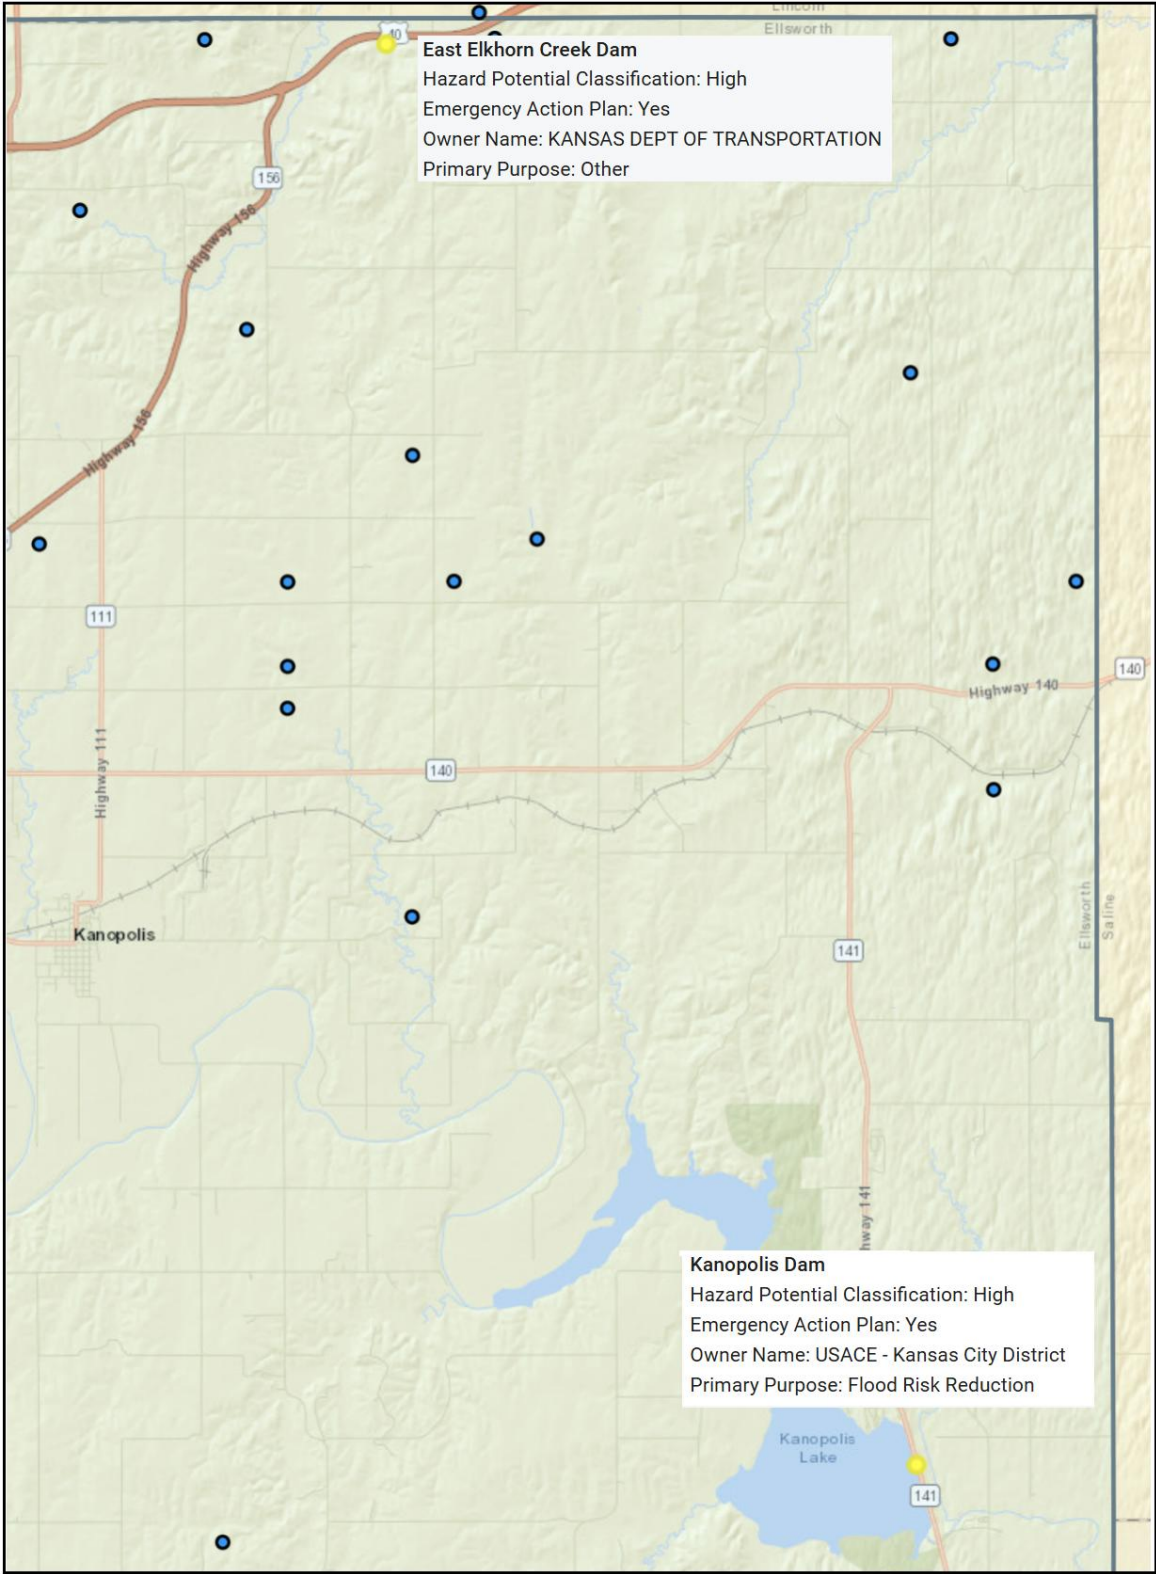 Lincoln
Ellsworth
40
East Elkhorn Creek Dam
Hazard Potential Classification: High
Emergency Action Plan: Yes
Owner Name: KANSAS DEPT OF TRANSPORTATION
Primary Purpose: Other
156
Highway 156
Highway 156
111
Highway 111
140
Highway 140
140
Kanopolis
141
Ellsworth
Saline
hway 141
Kanopolis Dam
Hazard Potential Classification: High
Emergency Action Plan: Yes
Owner Name: USACE - Kansas City District
Primary Purpose: Flood Risk Reduction
Kanopolis
Lake
141